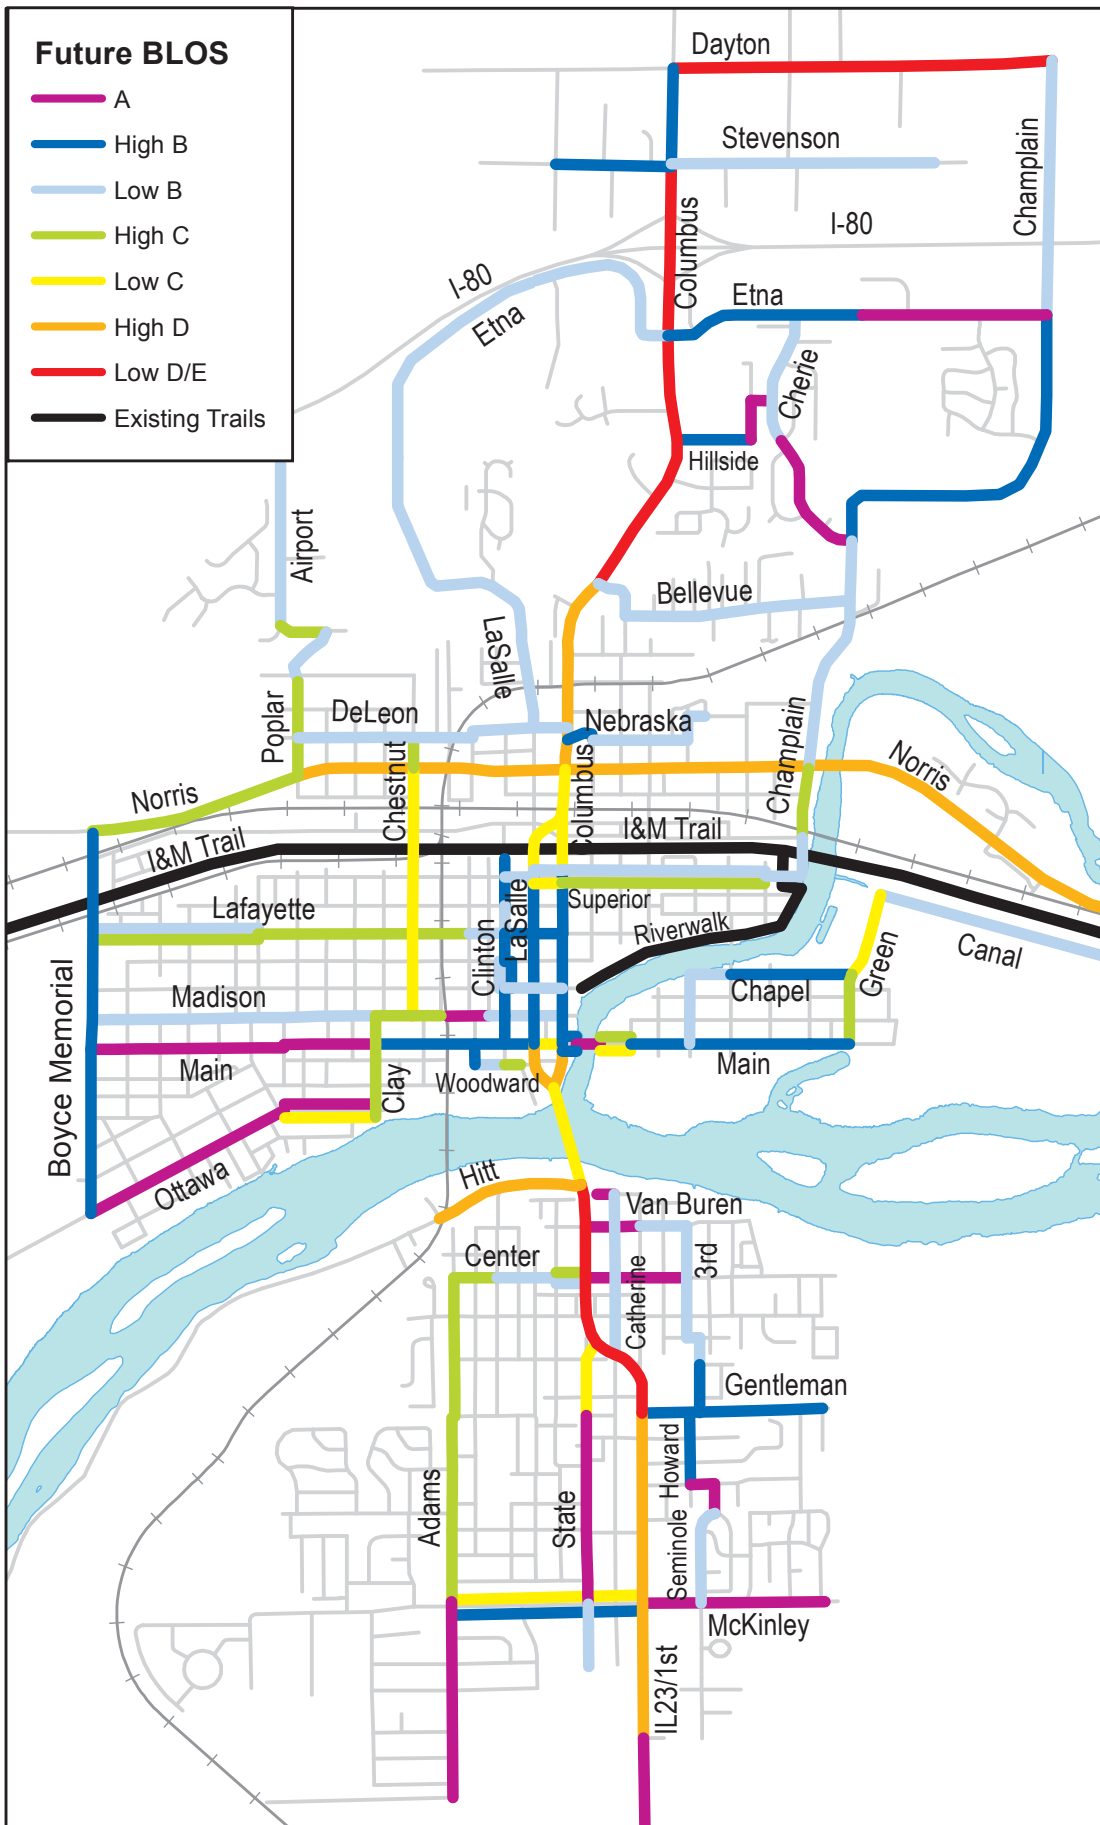 Future BLOS
A
High B
Low B
High C
Low C
High D
Low D/E
Existing Trails
Dayton
Stevenson
Champlain
Columbus
I-80
I-80
Etna
Etna
Cherie
Hillside
Airport
Bellevue
LaSalle
Poplar
DeLeon
Nebraska
Chestnut
Columbus
Champlain
Norris
Norris
I&M Trail
I&M Trail
Superior
Lafayette
LaSalle
Riverwalk
Clinton
Green
Canal
Madison
Chapel
Boyce Memorial
Main
Main
Woodward
Clay
Ottawa
Hitt
Van Buren
Center
3rd
Catherine
Gentleman
Howard
Adams
State
Seminole
McKinley
IL23/1st